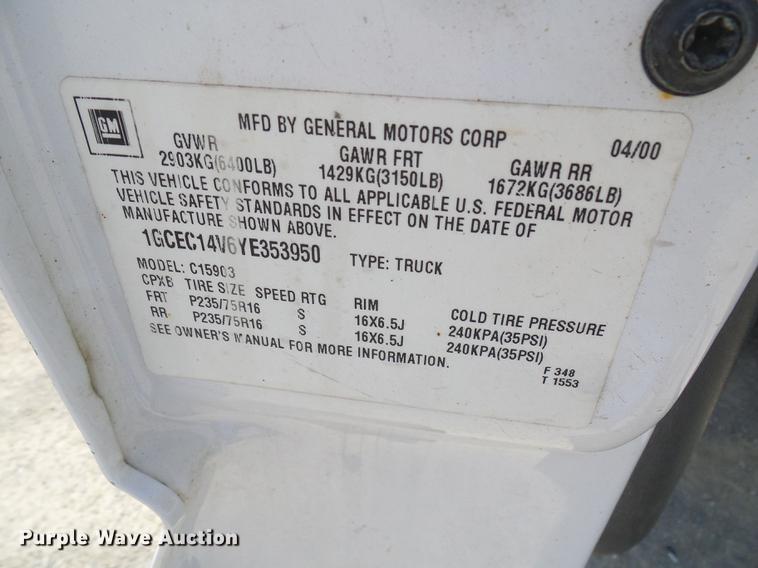 GM
MFD BY GENERAL MOTORS CORP 04/00
GVWR GAWR FRT GAWR RR
2903KG(6400LB) 1429KG(3150LB) 1672KG(3686LB)
THIS VEHICLE CONFORMS TO ALL APPLICABLE U.S. FEDERAL MOTOR
VEHICLE SAFETY STANDARDS IN EFFECT ON THE DATE OF
MANUFACTURE SHOWN ABOVE.
1GCEC14V6YE353950 TYPE: TRUCK
MODEL: C15903
CPXB TIRE SIZE SPEED RTG RIM COLD TIRE PRESSURE
FRT P235/75R16 S 16X6.5J 240KPA(35PSI)
RR P235/75R16 S 16X6.5J 240KPA(35PSI)
SEE OWNER'S MANUAL FOR MORE INFORMATION.
F 348
T 1553
Purple Wave Auction